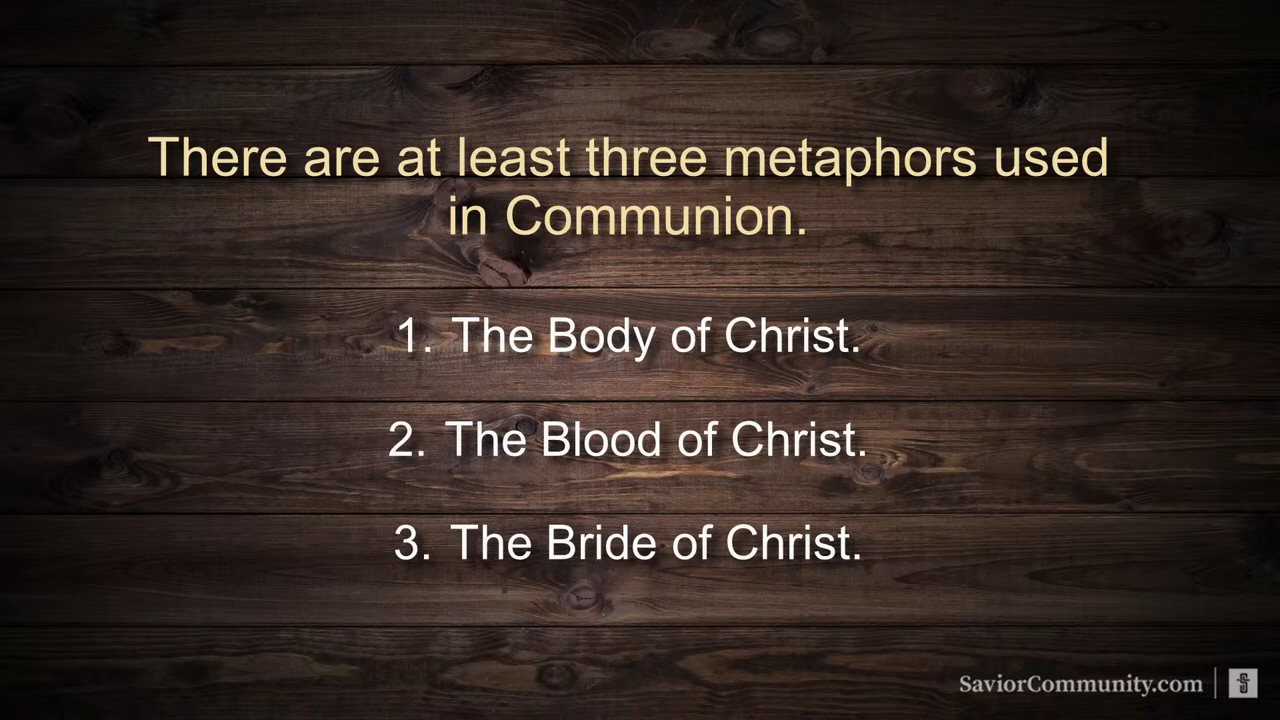 There are at least three metaphors used
in Communion.
1. The Body of Christ.
2. The Blood of Christ.
3. The Bride of Christ.
SaviorCommunity.com